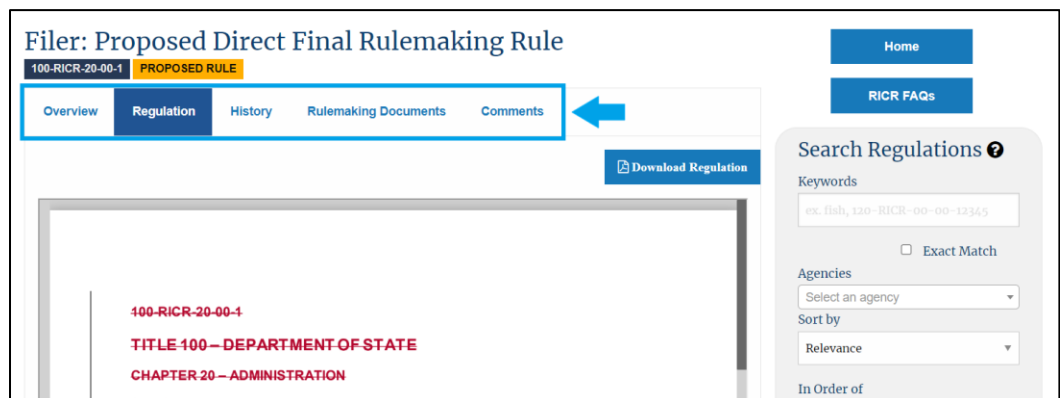 Filer: Proposed Direct Final Rulemaking Rule
100-RICR-20-00-1 PROPOSED RULE
Overview Regulation History Rulemaking Documents Comments
Download Regulation
100-RICR-20-00-1
TITLE 100 – DEPARTMENT OF STATE
CHAPTER 20 – ADMINISTRATION
Home
RICR FAQs
Search Regulations ?
Keywords
ex. fish, 120-RICR-00-00-12345
Exact Match
Agencies
Select an agency
Sort by
Relevance
In Order of